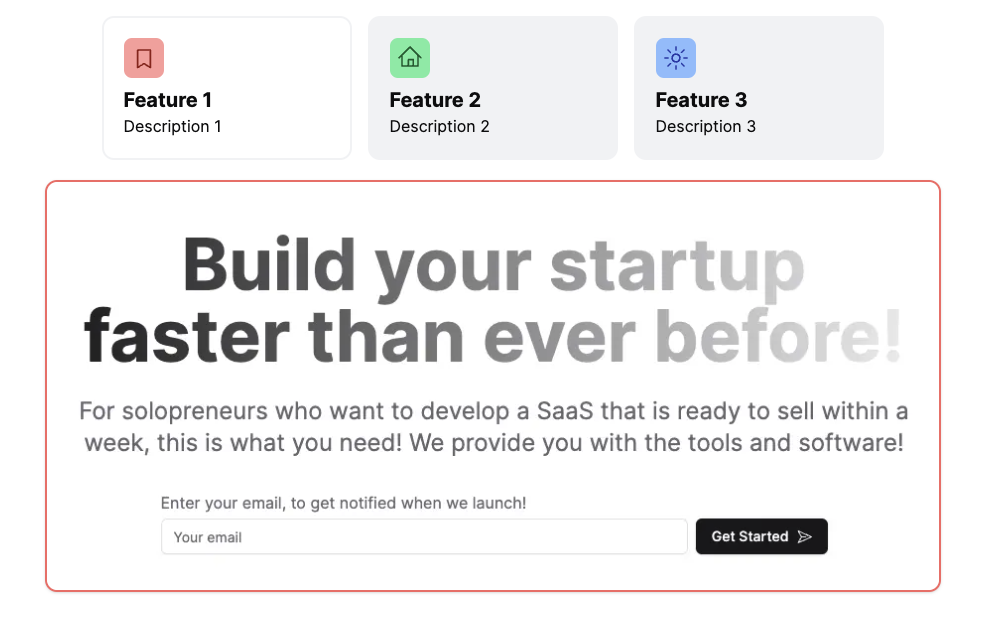 Feature 1
Description 1
Feature 2
Description 2
Feature 3
Description 3
Build your startup
faster than ever before!
For solopreneurs who want to develop a SaaS that is ready to sell within a
week, this is what you need! We provide you with the tools and software!
Enter your email, to get notified when we launch!
Your email
Get Started